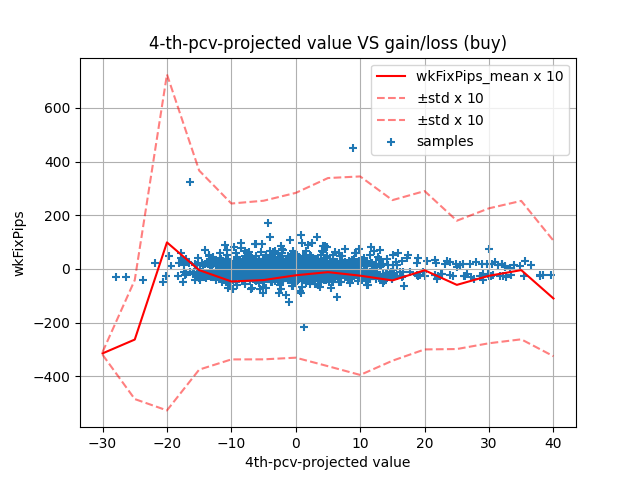 4-th-pcv-projected value VS gain/loss (buy)
wkFixPips_mean x 10
±std x 10
±std x 10
samples
600
400
200
0
−200
−400
wkFixPips
−30
−20
−10
0
10
20
30
40
4th-pcv-projected value